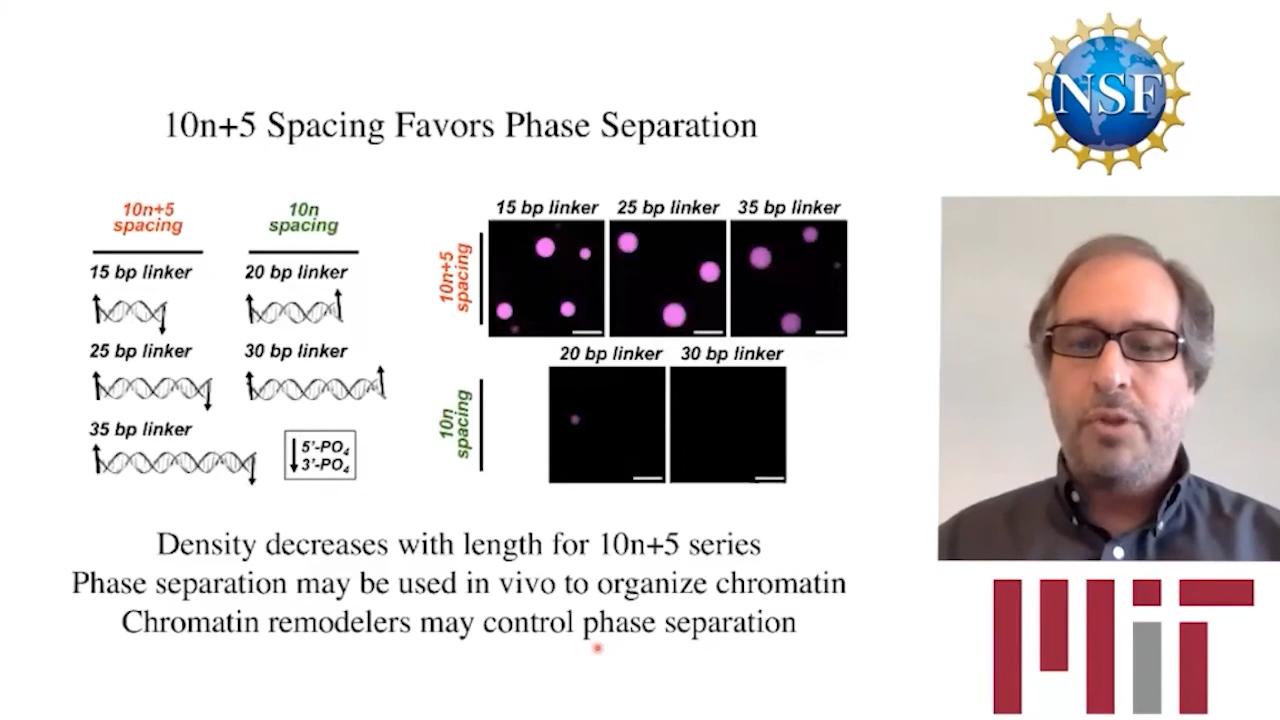 NSF
10n+5 Spacing Favors Phase Separation
10n+5
spacing
10n
spacing
15 bp linker
20 bp linker
25 bp linker
30 bp linker
35 bp linker
5'-PO4
3'-PO4
15 bp linker 25 bp linker 35 bp linker
10n+5
spacing
20 bp linker 30 bp linker
10n
spacing
Density decreases with length for 10n+5 series
Phase separation may be used in vivo to organize chromatin
Chromatin remodelers may control phase separation
MIT